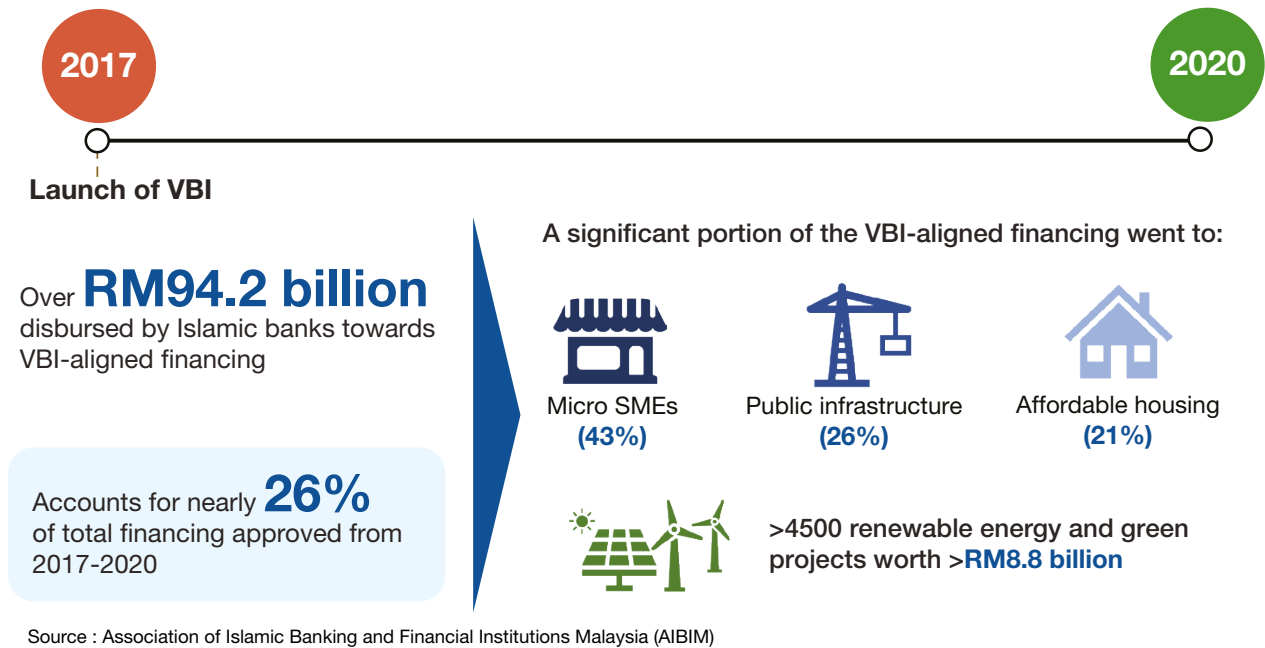 2017
2020
Launch of VBI
Over RM94.2 billion
disbursed by Islamic banks towards
VBI-aligned financing
Accounts for nearly 26%
of total financing approved from
2017-2020
A significant portion of the VBI-aligned financing went to:
Micro SMEs
(43%)
Public infrastructure
(26%)
Affordable housing
(21%)
>4500 renewable energy and green
projects worth >RM8.8 billion
Source : Association of Islamic Banking and Financial Institutions Malaysia (AIBIM)